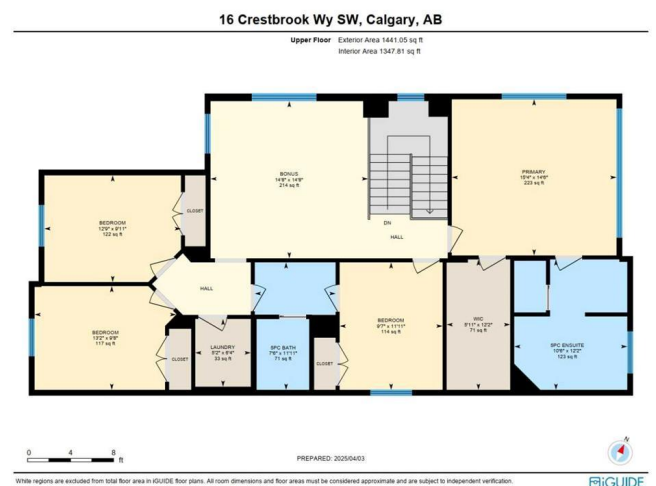 16 Crestbrook Wy SW, Calgary, AB
Upper Floor Exterior Area 1441.05 sq ft
Interior Area 1347.81 sq ft
BONUS
14'8" x 14'8"
214 sq ft
PRIMARY
15'4" x 14'6"
223 sq ft
DN
HALL
BEDROOM
12'9" x 9'11"
122 sq ft
CLOSET
HALL
BEDROOM
13'2" x 9'8"
117 sq ft
CLOSET
LAUNDRY
5'2" x 6'4"
33 sq ft
5PC BATH
7'8" x 11'11"
71 sq ft
CLOSET
BEDROOM
9'7" x 11'11"
114 sq ft
WIC
5'11" x 12'2"
71 sq ft
5PC ENSUITE
10'8" x 12'2"
123 sq ft
0 4 8
ft
PREPARED: 2025/04/03
N
White regions are excluded from total floor area in iGUIDE floor plans. All room dimensions and floor areas must be considered approximate and are subject to independent verification.
iGUIDE